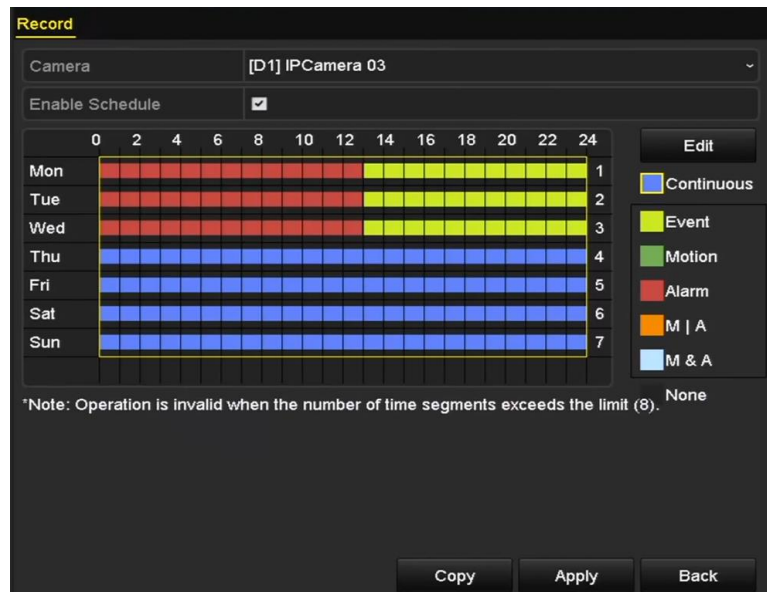 Record
Camera [D1] IPCamera 03
Enable Schedule
0 2 4 6 8 10 12 14 16 18 20 22 24
Edit
Mon 1
Continuous
Tue 2
Wed 3
Event
Thu 4
Motion
Fri 5
Alarm
Sat 6
M | A
Sun 7
M & A
None
*Note: Operation is invalid when the number of time segments exceeds the limit (8).
Copy Apply Back